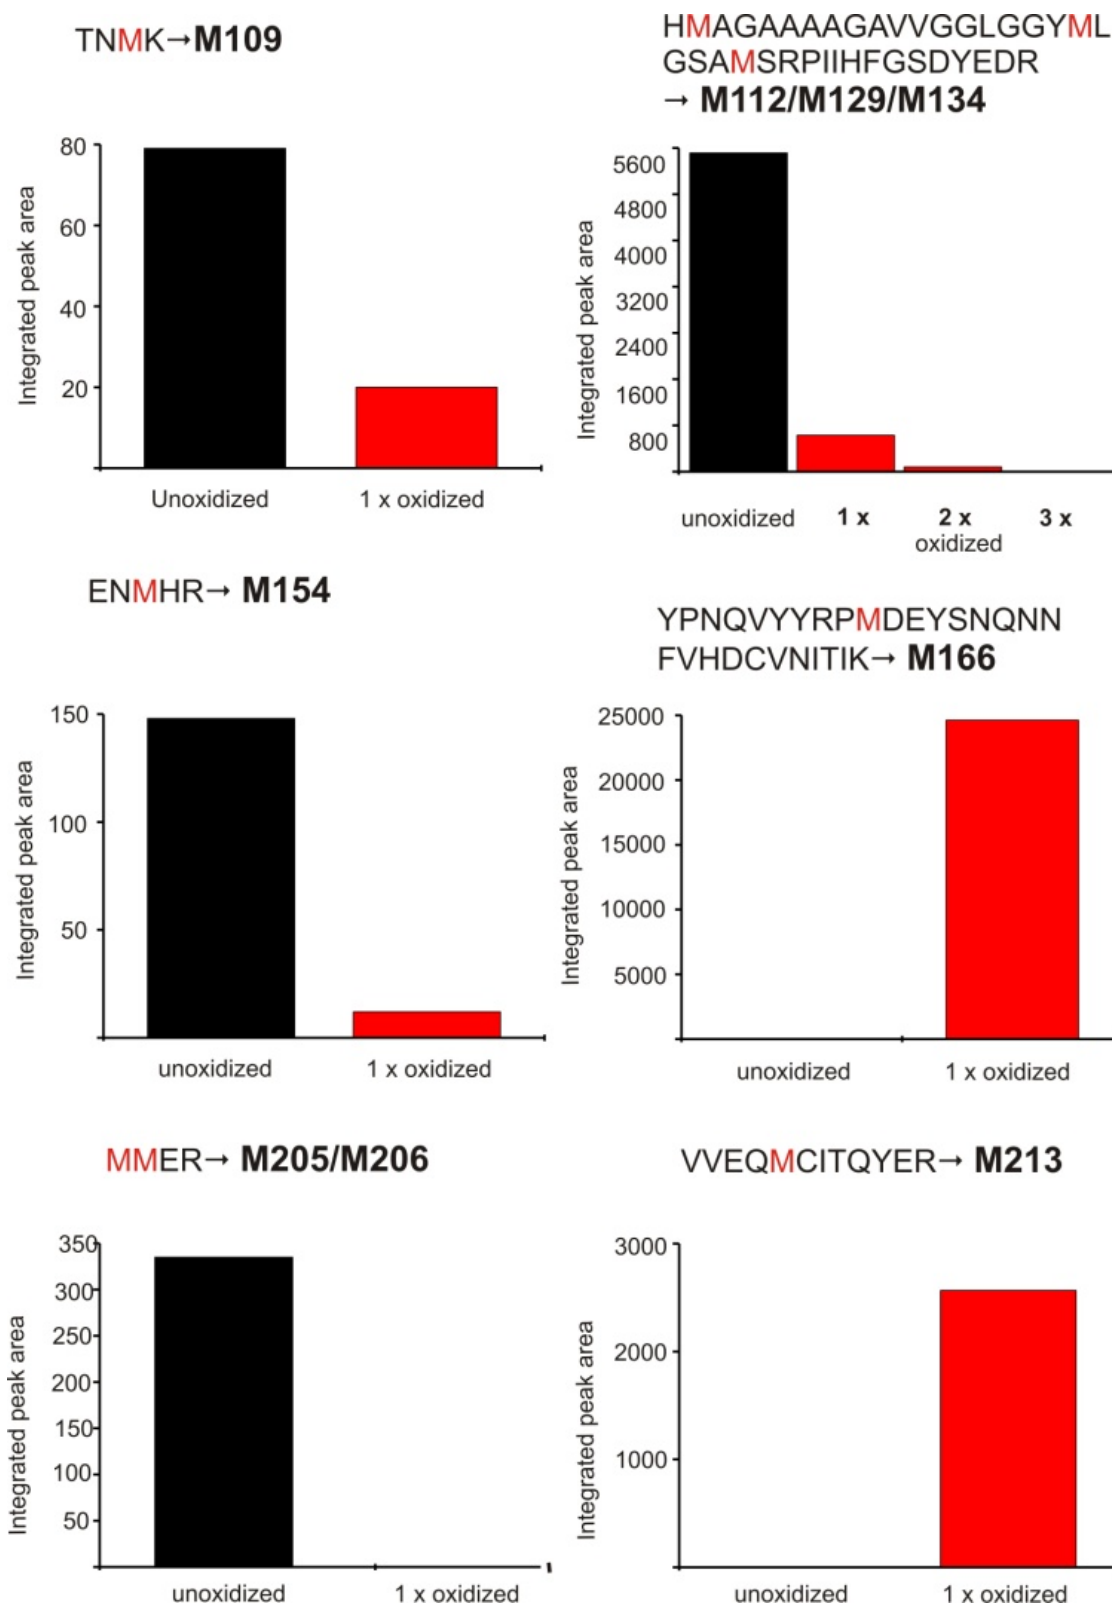 TNMK→M109
Integrated peak area
80
60
40
20
Unoxidized
1 x oxidized
HMAGAAAAGAVVGGLGGYML
GSAMSRPIIHFGSDYEDR
→ M112/M129/M134
Integrated peak area
5600
4800
4000
3200
2400
1600
800
unoxidized
1 x
2 x
3 x
oxidized
ENMHR→ M154
Integrated peak area
150
100
50
unoxidized
1 x oxidized
YPNQVYYRPMDEYSNQNN
FVHDCVNITIK→ M166
Integrated peak area
25000
20000
15000
10000
5000
unoxidized
1 x oxidized
MMER→ M205/M206
Integrated peak area
350
300
250
200
150
100
50
unoxidized
1 x oxidized
VVEQMCITQYER→ M213
Integrated peak area
3000
2000
1000
unoxidized
1 x oxidized